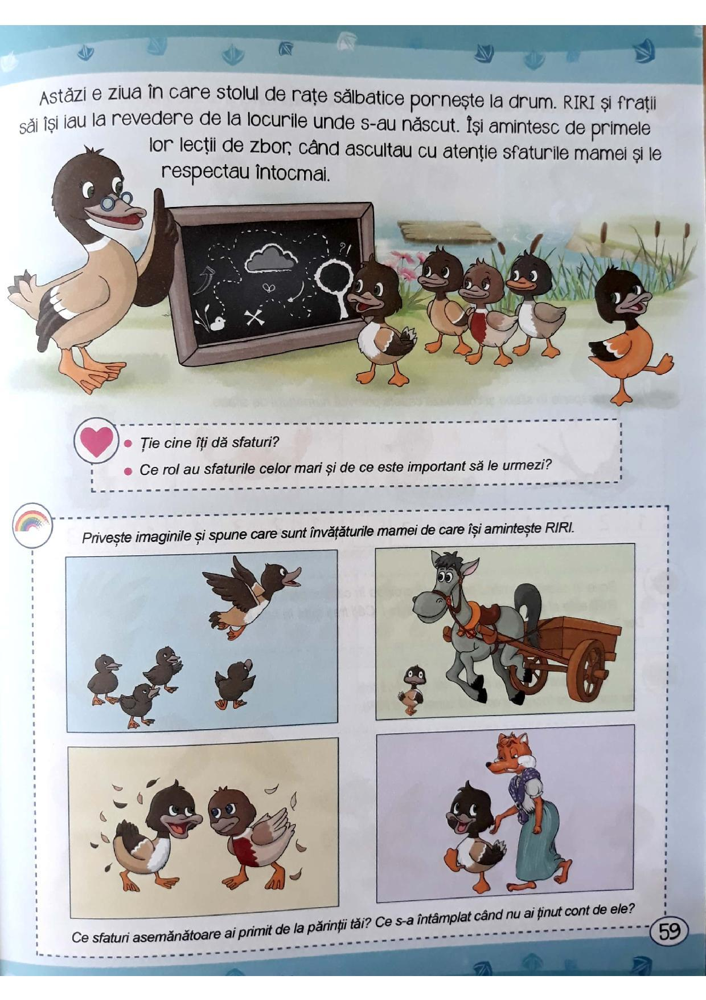 Astăzi e ziua în care stolul de rațe sălbatice pornește la drum. RIRI și frații
săi își iau la revedere de la locurile unde s-au născut. Își amintesc de primele
lor lecții de zbor, când ascultau cu atenție sfaturile mamei și le
respectau întocmai.
?!
• Ție cine îți dă sfaturi?
• Ce rol au sfaturile celor mari și de ce este important să le urmezi?
Privește imaginile și spune care sunt învățăturile mamei de care își amintește RIRI.
Ce sfaturi asemănătoare ai primit de la părinții tăi? Ce s-a întâmplat când nu ai ținut cont de ele?
59